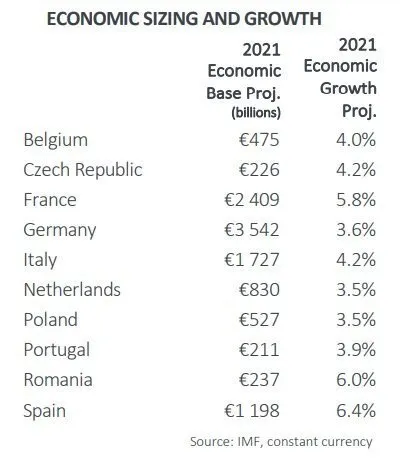 ECONOMIC SIZING AND GROWTH
2021 Economic Base Proj. (billions) 2021 Economic Growth Proj.
Belgium €475 4.0%
Czech Republic €226 4.2%
France €2 409 5.8%
Germany €3 542 3.6%
Italy €1 727 4.2%
Netherlands €830 3.5%
Poland €527 3.5%
Portugal €211 3.9%
Romania €237 6.0%
Spain €1 198 6.4%
Source: IMF, constant currency